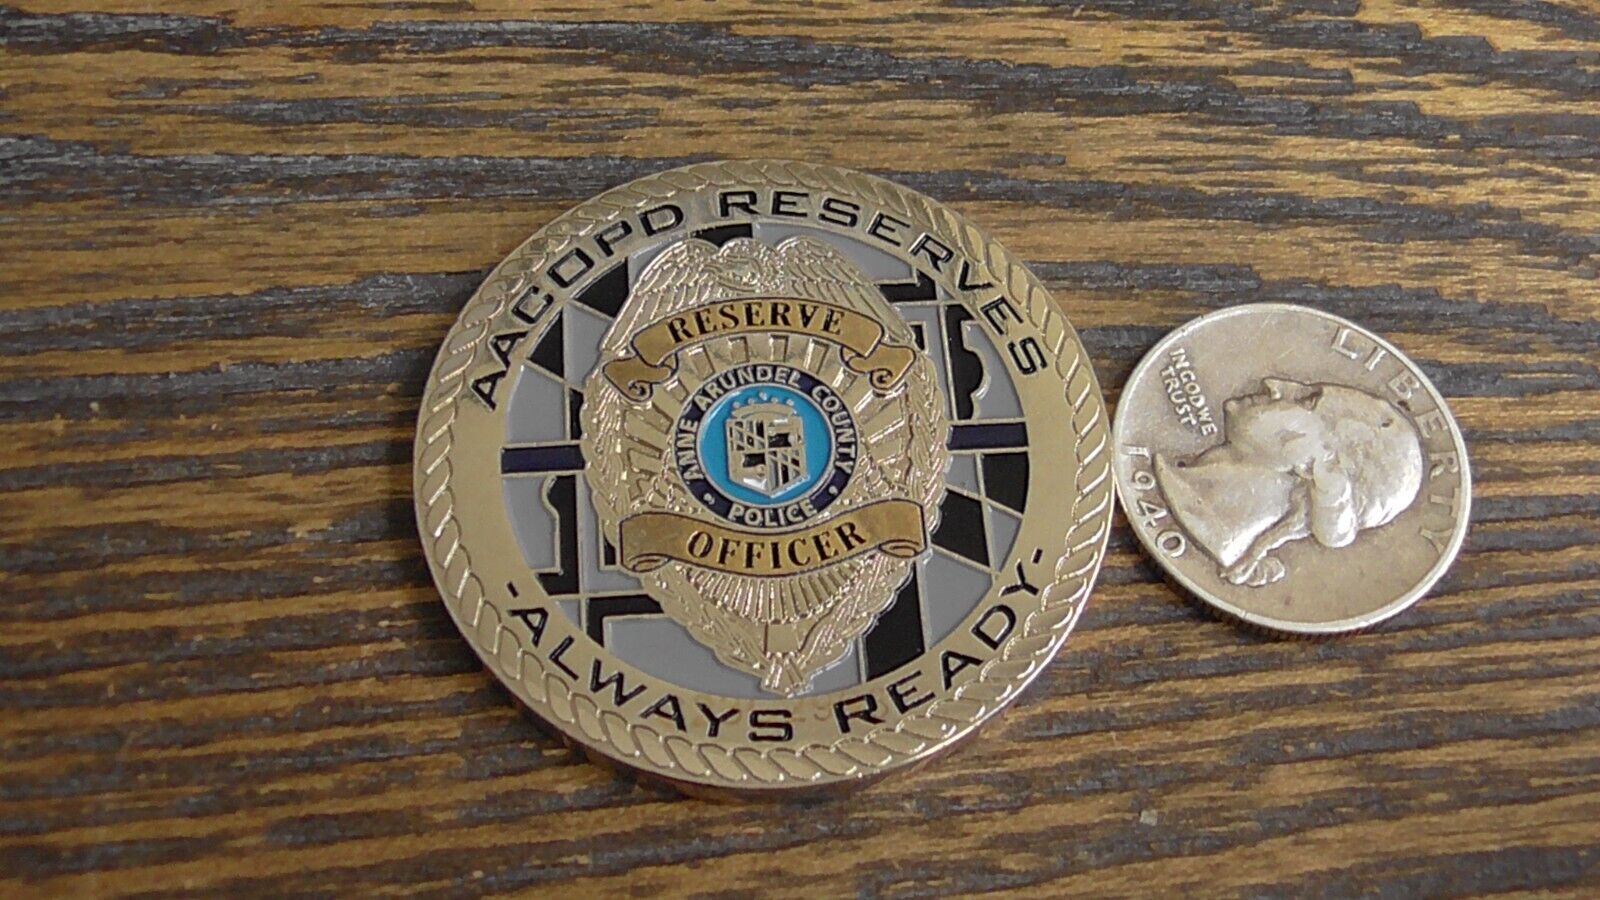 AACOPD RESERVES
RESERVE
ANNE ARUNDEL COUNTY
• POLICE •
OFFICER
-ALWAYS READY-
LIBERTY
IN GOD WE
TRUST
1940